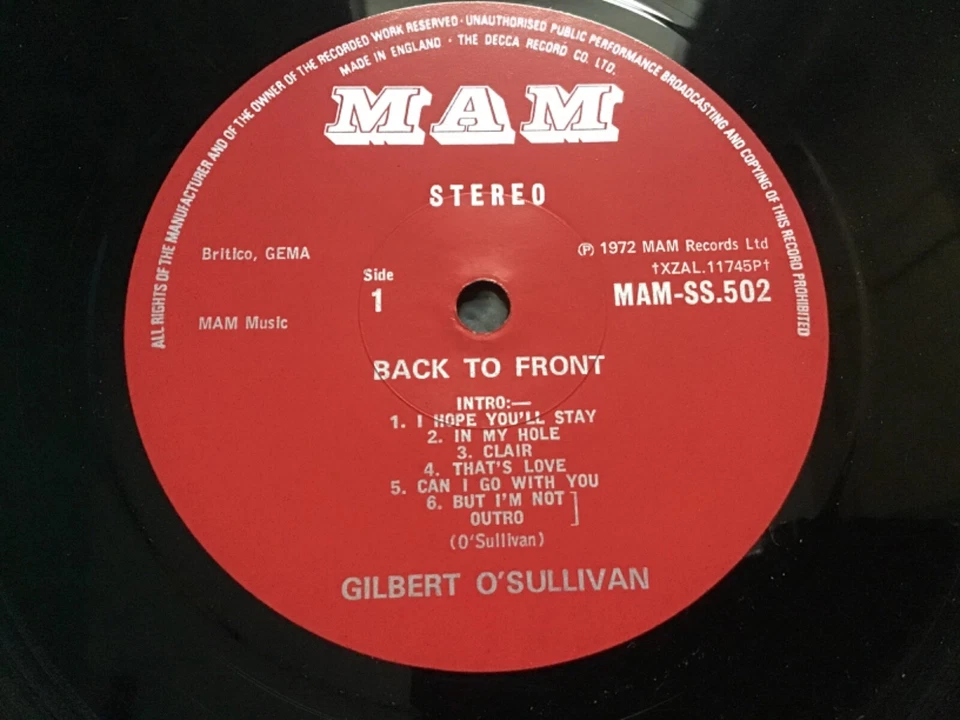 ALL RIGHTS OF THE MANUFACTURER AND OF THE OWNER OF THE RECORDED WORK RESERVED · UNAUTHORISED PUBLIC PERFORMANCE BROADCASTING AND COPYING OF THIS RECORD PROHIBITED
MADE IN ENGLAND · THE DECCA RECORD CO. LTD.
MAM
STEREO
Britico, GEMA
℗ 1972 MAM Records Ltd
†XZAL.11745P†
Side
1
MAM-SS.502
MAM Music
BACK TO FRONT
INTRO:—
1. I HOPE YOU'LL STAY
2. IN MY HOLE
3. CLAIR
4. THAT'S LOVE
5. CAN I GO WITH YOU
6. BUT I'M NOT
OUTRO ]
(O'Sullivan)
GILBERT O'SULLIVAN